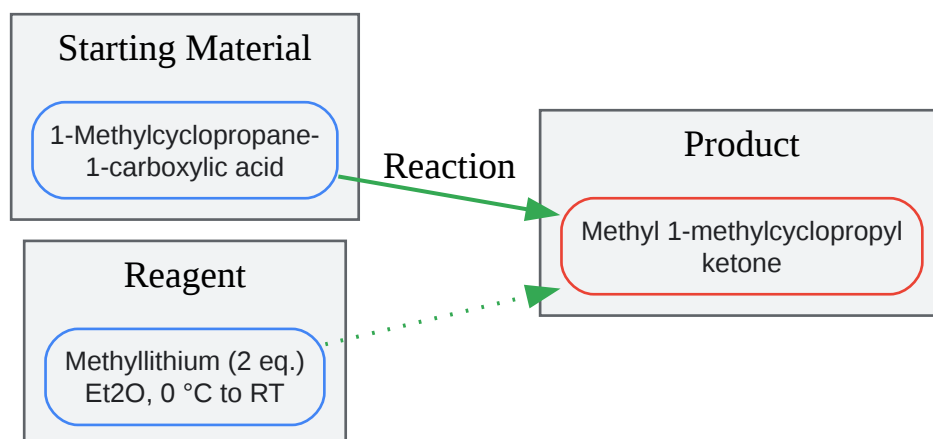 Starting Material
1-Methylcyclopropane-
1-carboxylic acid
Reaction
Product
Methyl 1-methylcyclopropyl
ketone
Reagent
Methyllithium (2 eq.)
Et2O, 0 °C to RT